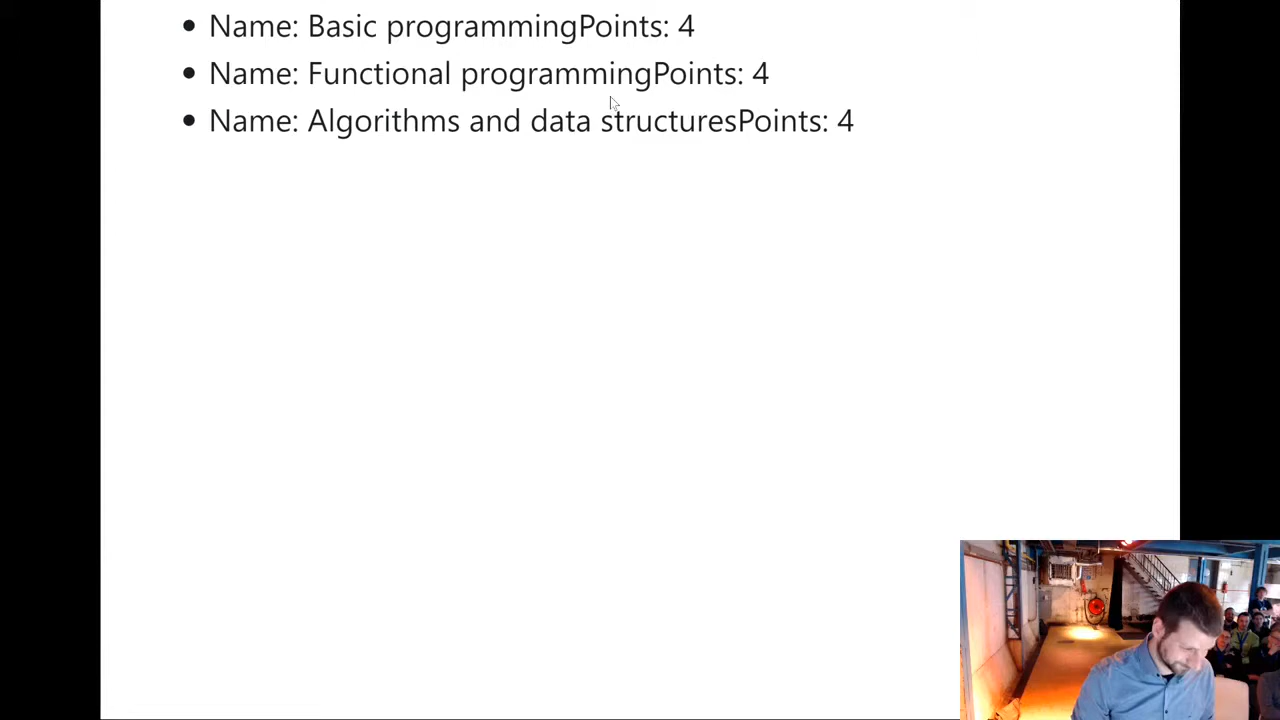 Name: Basic programmingPoints: 4
Name: Functional programmingPoints: 4
Name: Algorithms and data structuresPoints: 4